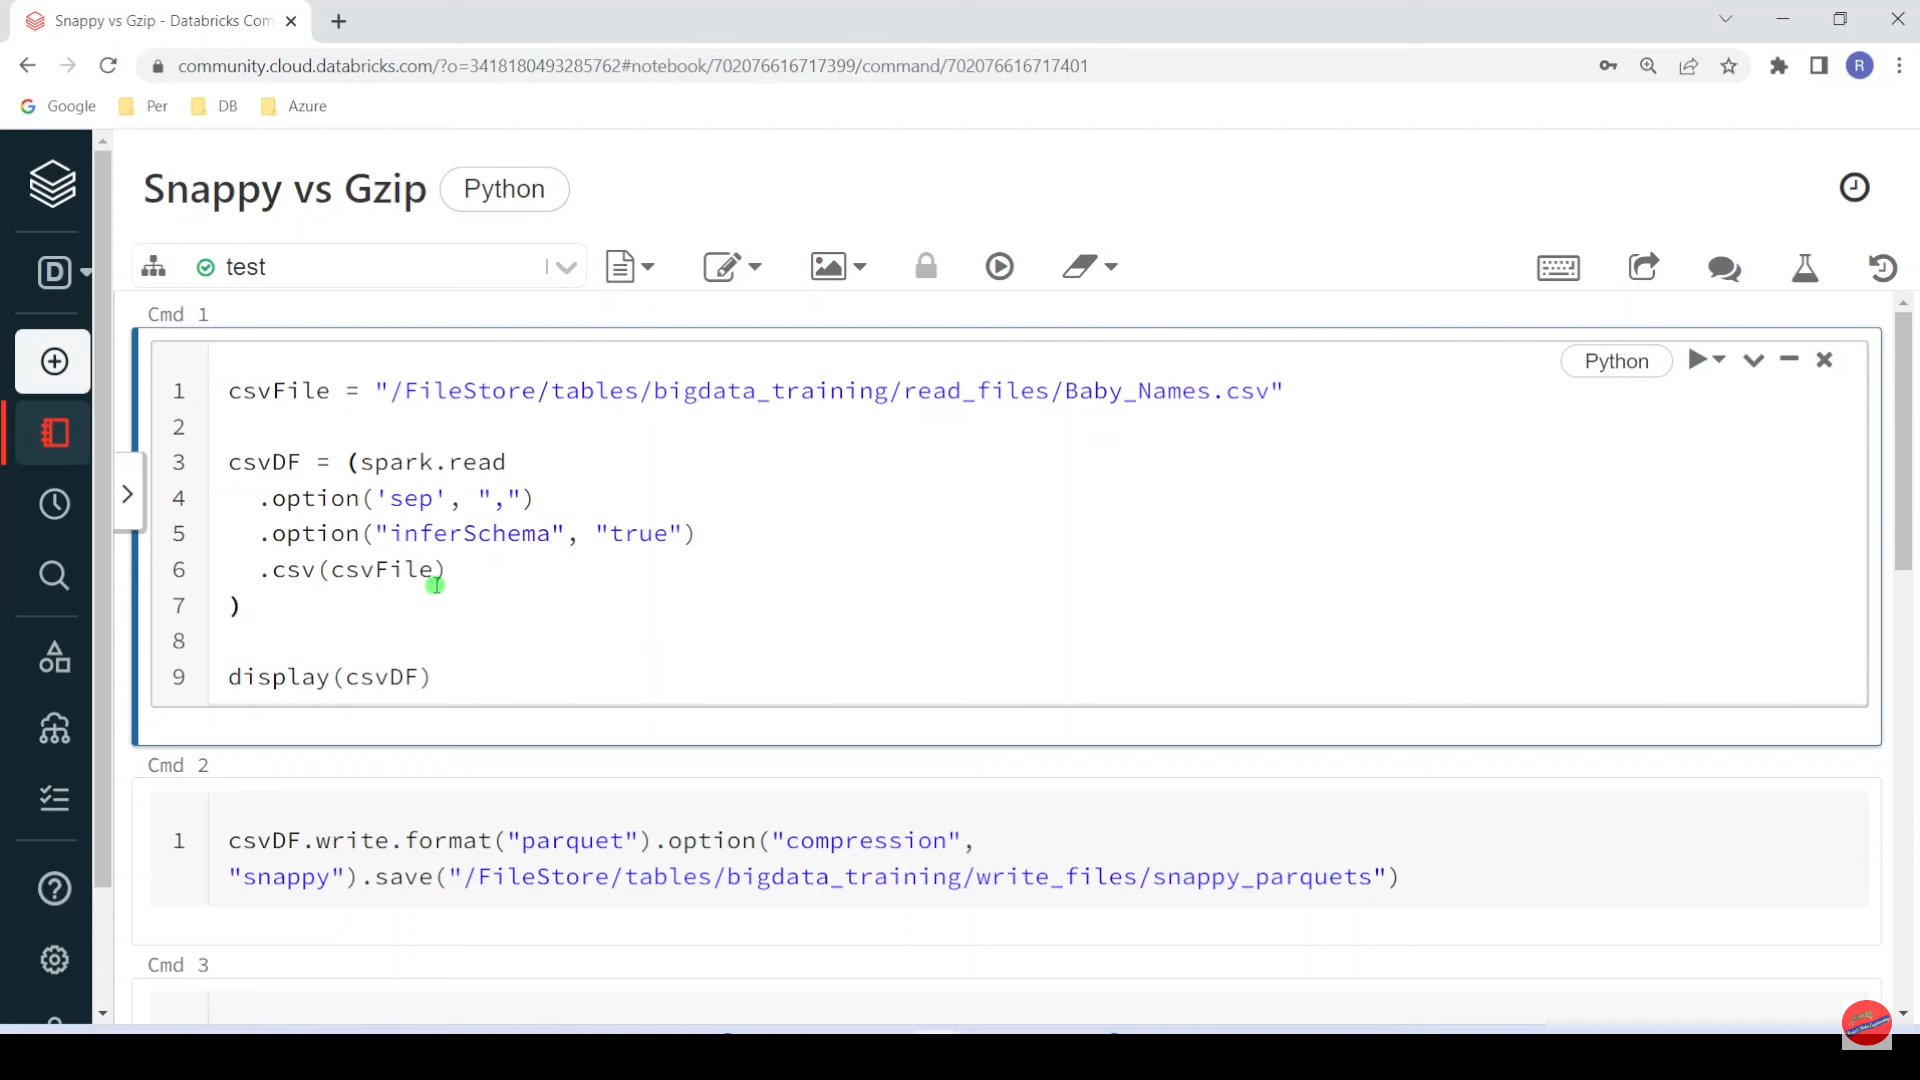 Snappy vs Gzip - Databricks Com
community.cloud.databricks.com/?o=3418180493285762#notebook/702076616717399/command/702076616717401
R
Google Per DB Azure
Snappy vs Gzip Python
D
test
Cmd 1
Python
1 csvFile = "/FileStore/tables/bigdata_training/read_files/Baby_Names.csv"
2
3 csvDF = (spark.read
4 .option('sep', ",")
5 .option("inferSchema", "true")
6 .csv(csvFile)
7 )
8
9 display(csvDF)
Cmd 2
1 csvDF.write.format("parquet").option("compression",
"snappy").save("/FileStore/tables/bigdata_training/write_files/snappy_parquets")
Cmd 3